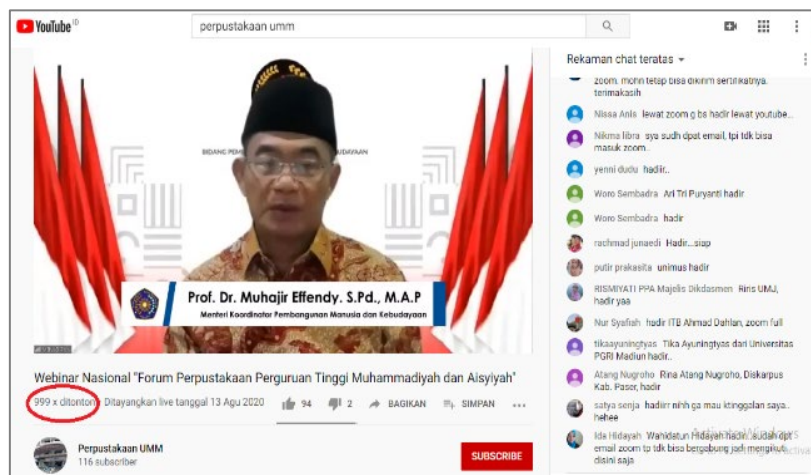 YouTube ID
perpustakaan umm
Rekaman chat teratas
zoom. mohn tetap bisa dikirim sertifikatnya.
terimakasih
Nissa Anis lewat zoom g bs hadir lewat youtube...
Nikma libra sya sudh dpat email, tpi tdk bisa
masuk zoom..
yenni dudu hadir..
Woro Sembadra Ari Tri Puryanti hadir
Woro Sembadra hadir
rachmad junaedi Hadir...siap
putir prakasita unimus hadir
RISMIYATI PPA Majelis Dikdasmen Riris UMJ,
hadir yaa
Nur Syafiah hadir ITB Ahmad Dahlan, zoom full
tikaayuningtyas Tika Ayuningtyas dari Universitas
PGRI Madiun hadir..
Atang Nugroho Rina Atang Nugroho, Diskarpus
Kab. Paser, hadir
satya senja hadiirr nihh ga mau ktinggalan saya..
hehee
Ida Hidayah Wahidatun Hidayah hadir...sudah dpt
email zoom tp tdk bisa bergabung jadi mengikuti
disini saja
Activate Windows
BIDANG
Prof. Dr. Muhajir Effendy. S.Pd., M.A.P
Menteri Koordinator Pembangunan Manusia dan Kebudayaan
Webinar Nasional "Forum Perpustakaan Perguruan Tinggi Muhammadiyah dan Aisyiyah"
999 x ditonton Ditayangkan live tanggal 13 Agu 2020 94 2 BAGIKAN SIMPAN
Perpustakaan UMM
116 subscriber
SUBSCRIBE